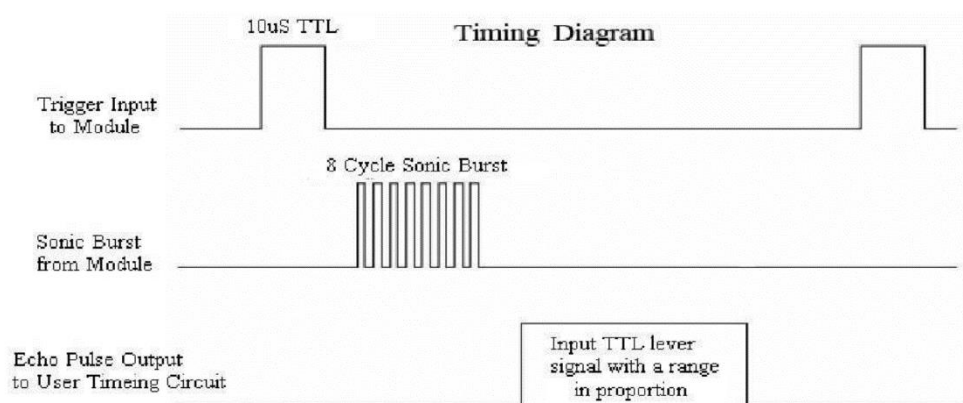 10uS TTL
Timing Diagram
Trigger Input
to Module
8 Cycle Sonic Burst
Sonic Burst
from Module
Echo Pulse Output
to User Timeing Circuit
Input TTL lever
signal with a range
in proportion